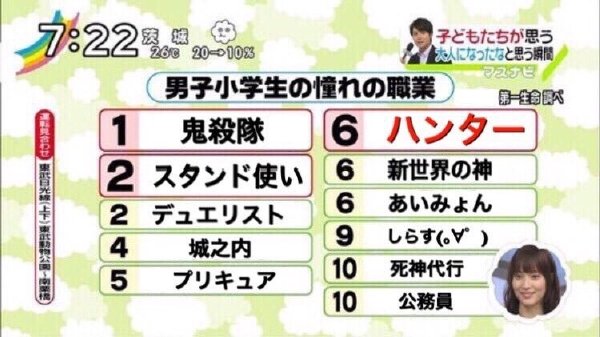 7:22 茨城
26℃ 20→10%
子どもたちが思う
大人になったなと思う瞬間
マスナビ
男子小学生の憧れの職業
第一生命 調べ
運転見合わせ
東武日光線(上下)東武動物公園〜南栗橋
1 鬼殺隊
2 スタンド使い
2 デュエリスト
4 城之内
5 プリキュア
6 ハンター
6 新世界の神
6 あいみょん
9 しらす(｡∀ﾟ )
10 死神代行
10 公務員